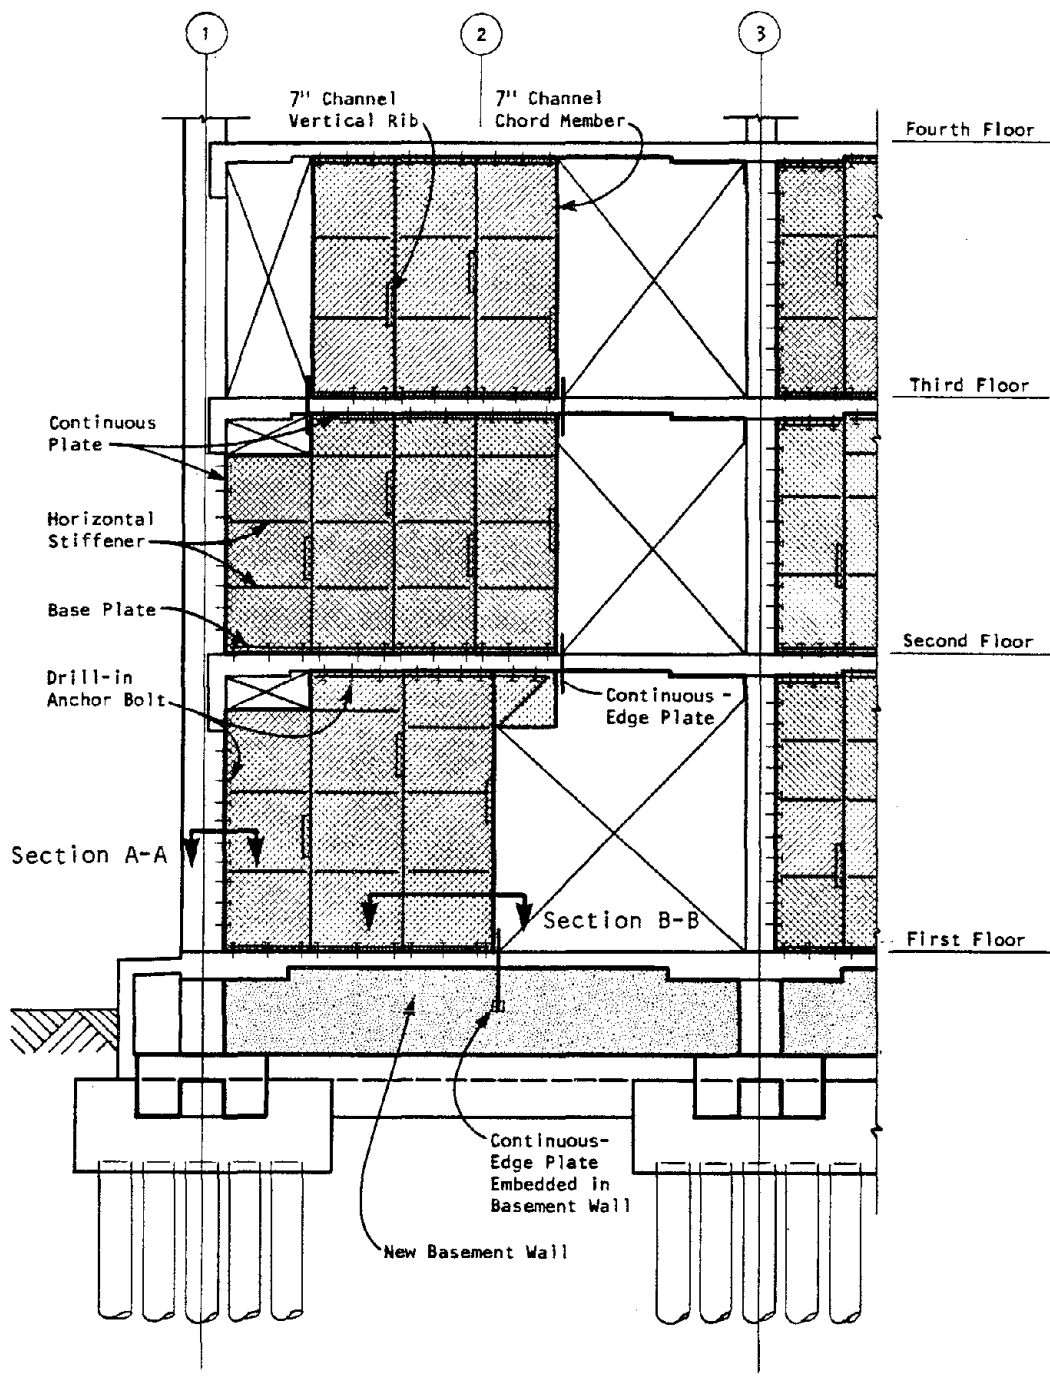 1
2
3
7" Channel
Vertical Rib
7" Channel
Chord Member
Fourth Floor
Third Floor
Continuous
Plate
Horizontal
Stiffener
Base Plate
Second Floor
Drill-in
Anchor Bolt
Continuous-
Edge Plate
Section A-A
Section B-B
First Floor
Continuous-
Edge Plate
Embedded in
Basement Wall
New Basement Wall